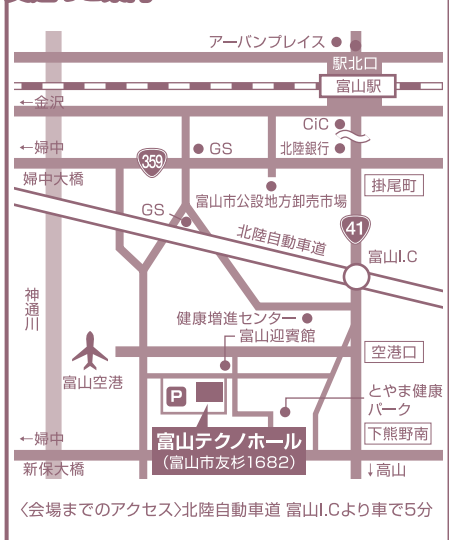 アーバンプレイス
駅北口
富山駅
←金沢
CiC
←婦中
GS
北陸銀行
359
婦中大橋
掛尾町
富山市公設地方卸売市場
GS
41
北陸自動車道
富山I.C
神通川
健康増進センター
富山迎賓館
空港口
富山空港
P
とやま健康
パーク
←婦中
富山テクノホール
下熊野南
(富山市友杉1682)
新保大橋
↓高山
〈会場までのアクセス〉北陸自動車道 富山I.Cより車で5分